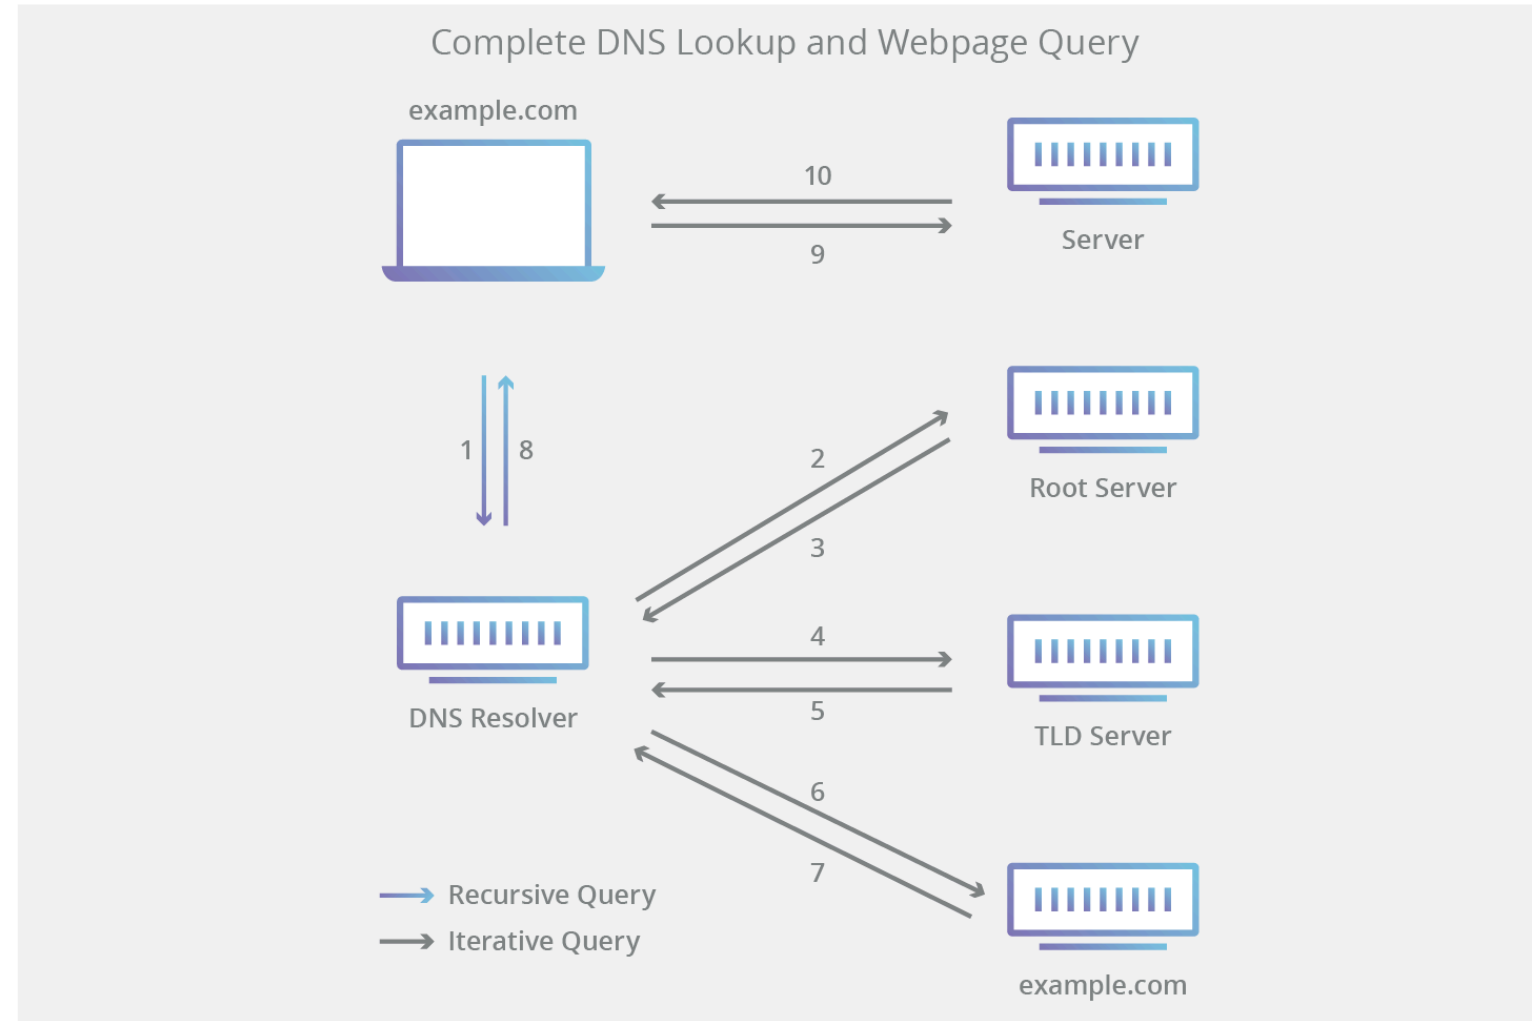 Complete DNS Lookup and Webpage Query
example.com
10
9
Server
1
8
2
3
Root Server
DNS Resolver
4
5
TLD Server
6
7
example.com
Recursive Query
Iterative Query